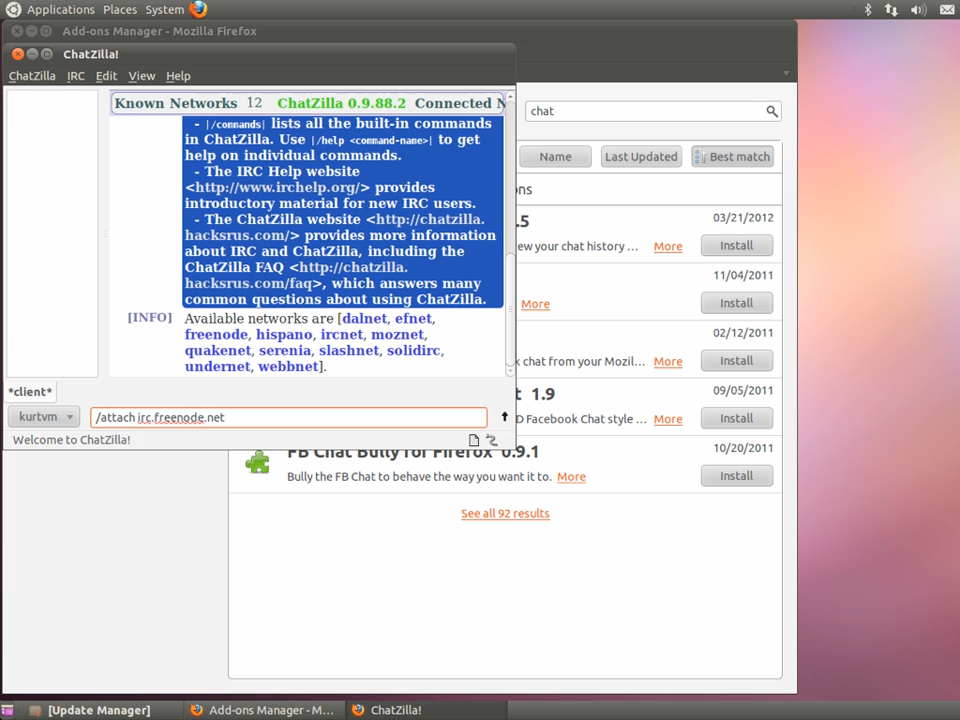 Applications Places System
Add-ons Manager - Mozilla Firefox
ChatZilla!
ChatZilla IRC Edit View Help
Known Networks 12 ChatZilla 0.9.88.2 Connected N
- |/commands| lists all the built-in commands
in ChatZilla. Use |/help <command-name>| to get
help on individual commands.
- The IRC Help website
<http://www.irchelp.org/> provides
introductory material for new IRC users.
- The ChatZilla website <http://chatzilla.
hacksrus.com/> provides more information
about IRC and ChatZilla, including the
ChatZilla FAQ <http://chatzilla.
hacksrus.com/faq>, which answers many
common questions about using ChatZilla.
[INFO] Available networks are [dalnet, efnet,
freenode, hispano, ircnet, moznet,
quakenet, serenia, slashnet, solidirc,
undernet, webbnet].
*client*
kurtvm /attach irc.freenode.net
Welcome to ChatZilla!
chat
Name Last Updated Best match
ons
.5 03/21/2012
ew your chat history ... More Install
11/04/2011
More Install
02/12/2011
k chat from your Mozil... More Install
t 1.9 09/05/2011
D Facebook Chat style ... More Install
FB Chat Bully for Firefox 0.9.1 10/20/2011
Bully the FB Chat to behave the way you want it to. More Install
See all 92 results
[Update Manager] Add-ons Manager - M... ChatZilla!